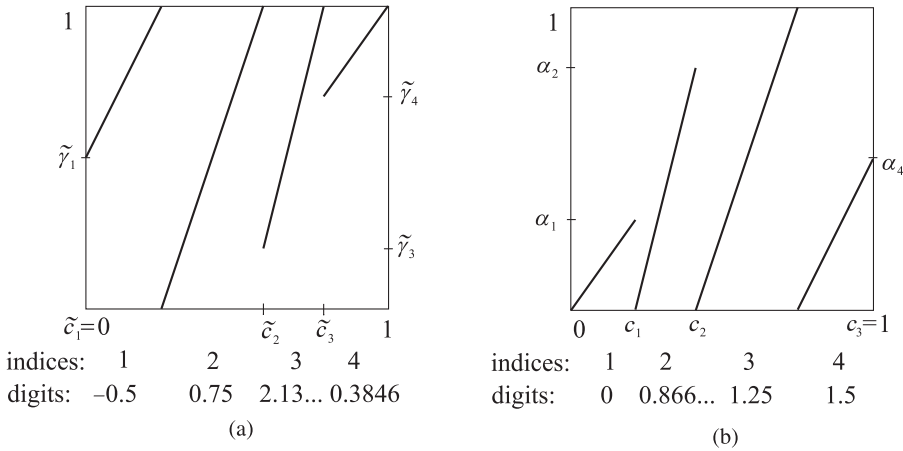 1
γ̃₁
γ̃₄
γ̃₃
c̃₁=0
c̃₂
c̃₃
1
indices: 1 2 3 4
digits: –0.5 0.75 2.13... 0.3846
(a)
1
α₂
α₁
α₄
0
c₁
c₂
c₃=1
indices: 1 2 3 4
digits: 0 0.866... 1.25 1.5
(b)